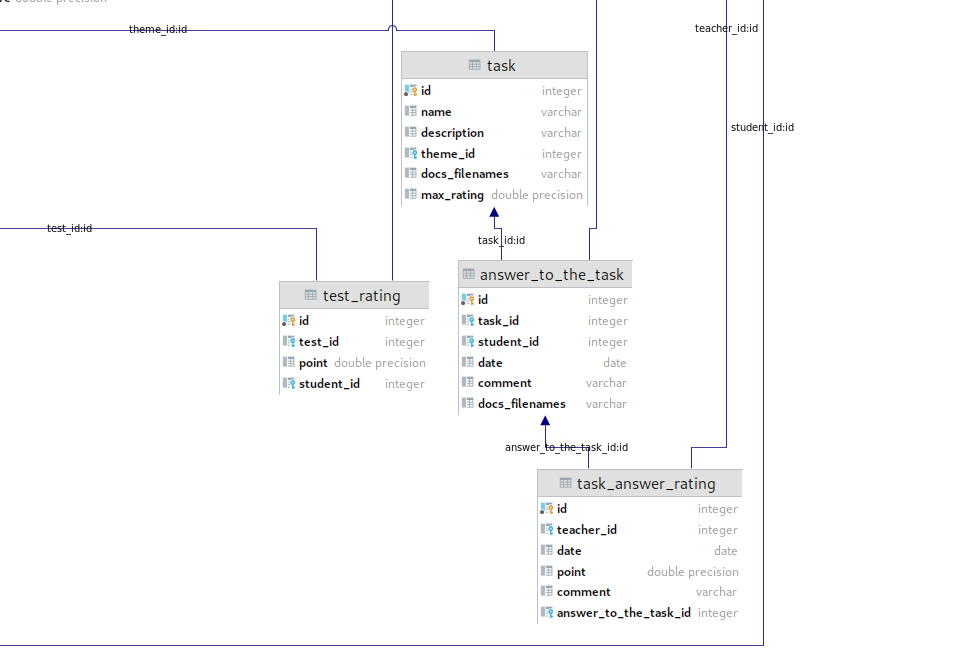 double precision
theme_id:id
teacher_id:id
task
id integer
name varchar
description varchar
theme_id integer
docs_filenames varchar
max_rating double precision
student_id:id
test_id:id
task_id:id
test_rating
id integer
test_id integer
point double precision
student_id integer
answer_to_the_task
id integer
task_id integer
student_id integer
date date
comment varchar
docs_filenames varchar
answer_to_the_task_id:id
task_answer_rating
id integer
teacher_id integer
date date
point double precision
comment varchar
answer_to_the_task_id integer